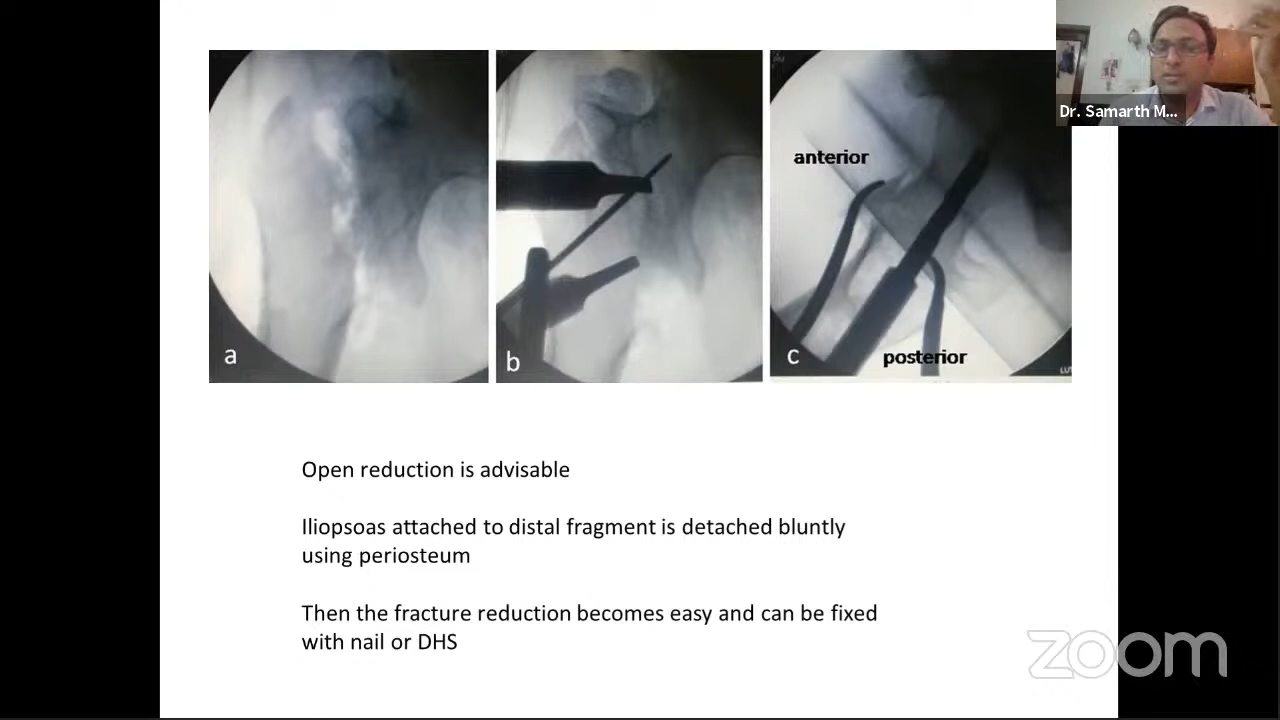 Dr. Samarth M...
anterior
a
b
c
posterior
Open reduction is advisable
Iliopsoas attached to distal fragment is detached bluntly
using periosteum
Then the fracture reduction becomes easy and can be fixed
with nail or DHS
zoom